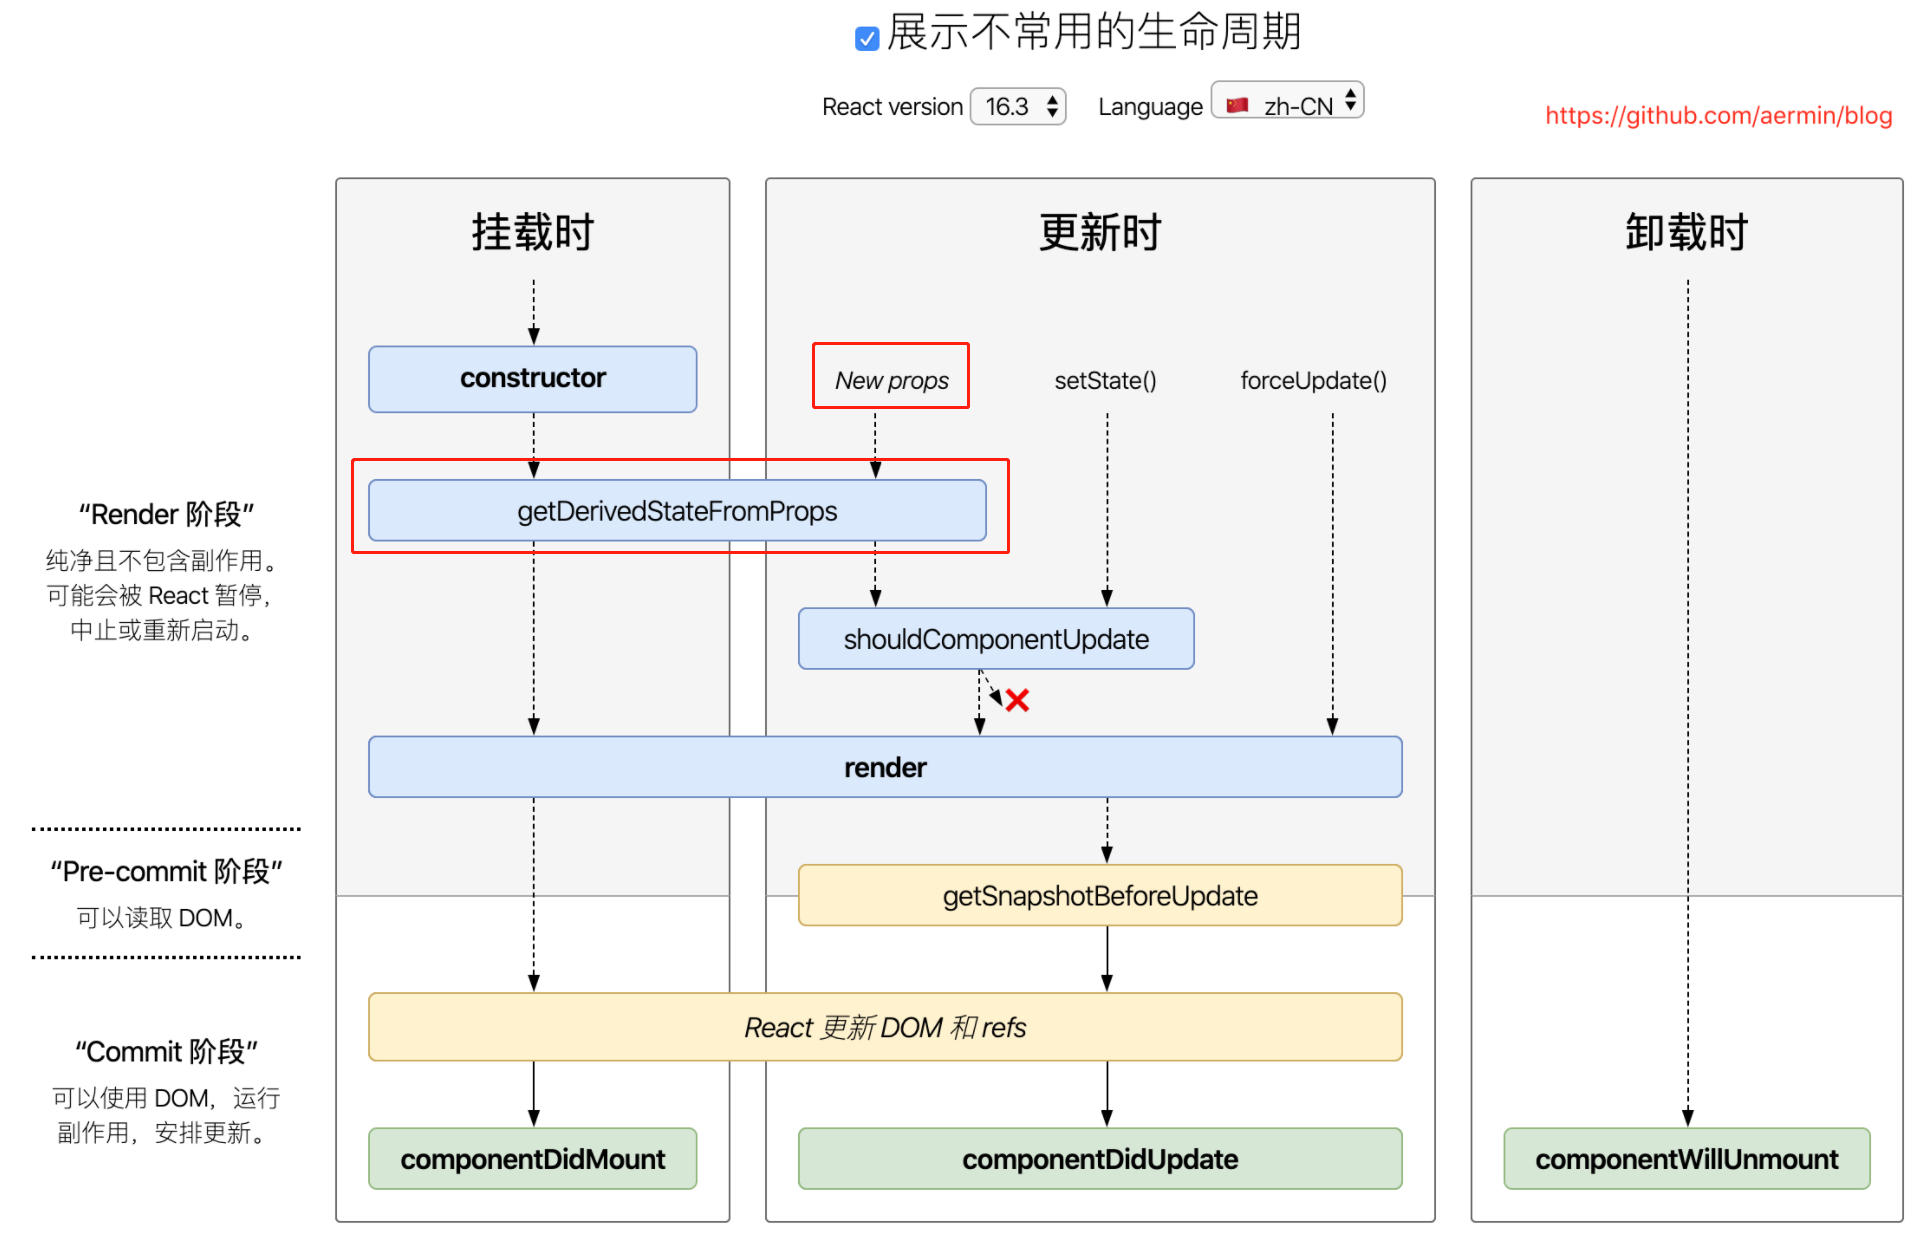 展示不常用的生命周期
React version 16.3 Language zh-CN
https://github.com/aermin/blog
挂载时
更新时
卸载时
constructor
New props
setState()
forceUpdate()
getDerivedStateFromProps
“Render 阶段”
纯净且不包含副作用。
可能会被 React 暂停，
中止或重新启动。
shouldComponentUpdate
render
“Pre-commit 阶段”
可以读取 DOM。
getSnapshotBeforeUpdate
React 更新 DOM 和 refs
“Commit 阶段”
可以使用 DOM，运行
副作用，安排更新。
componentDidMount
componentDidUpdate
componentWillUnmount